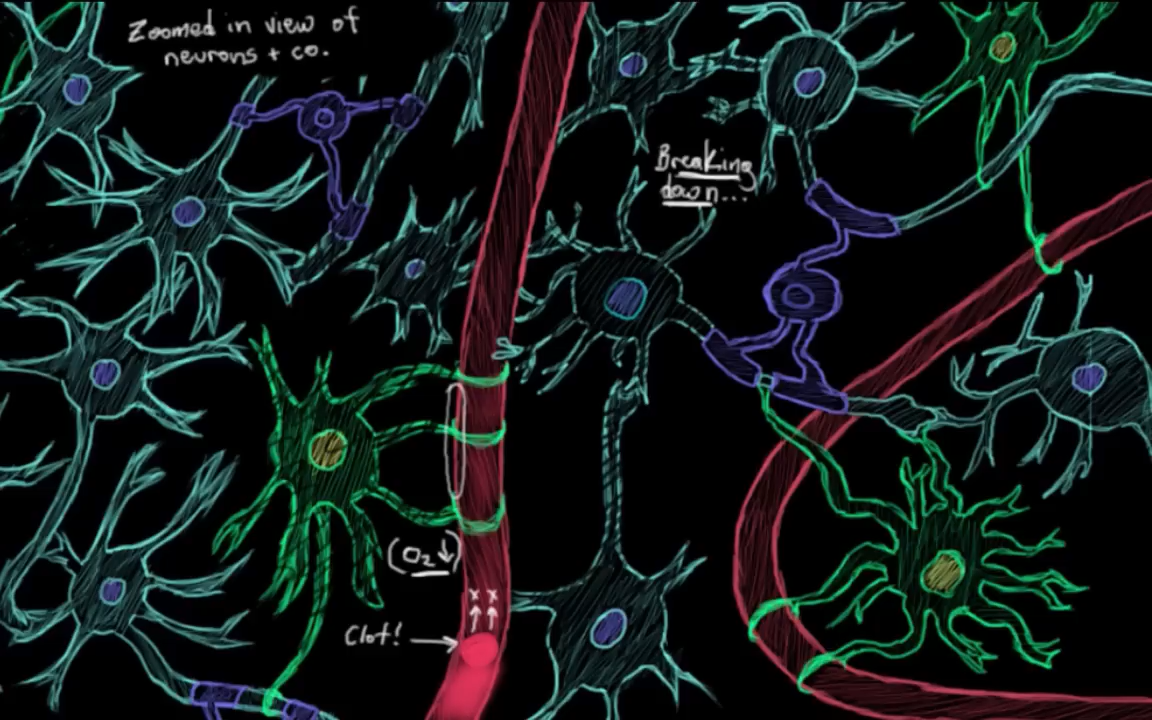 Zoomed in view of
neurons + co.
Breaking
down...
(O₂↓)
x x
Clot!